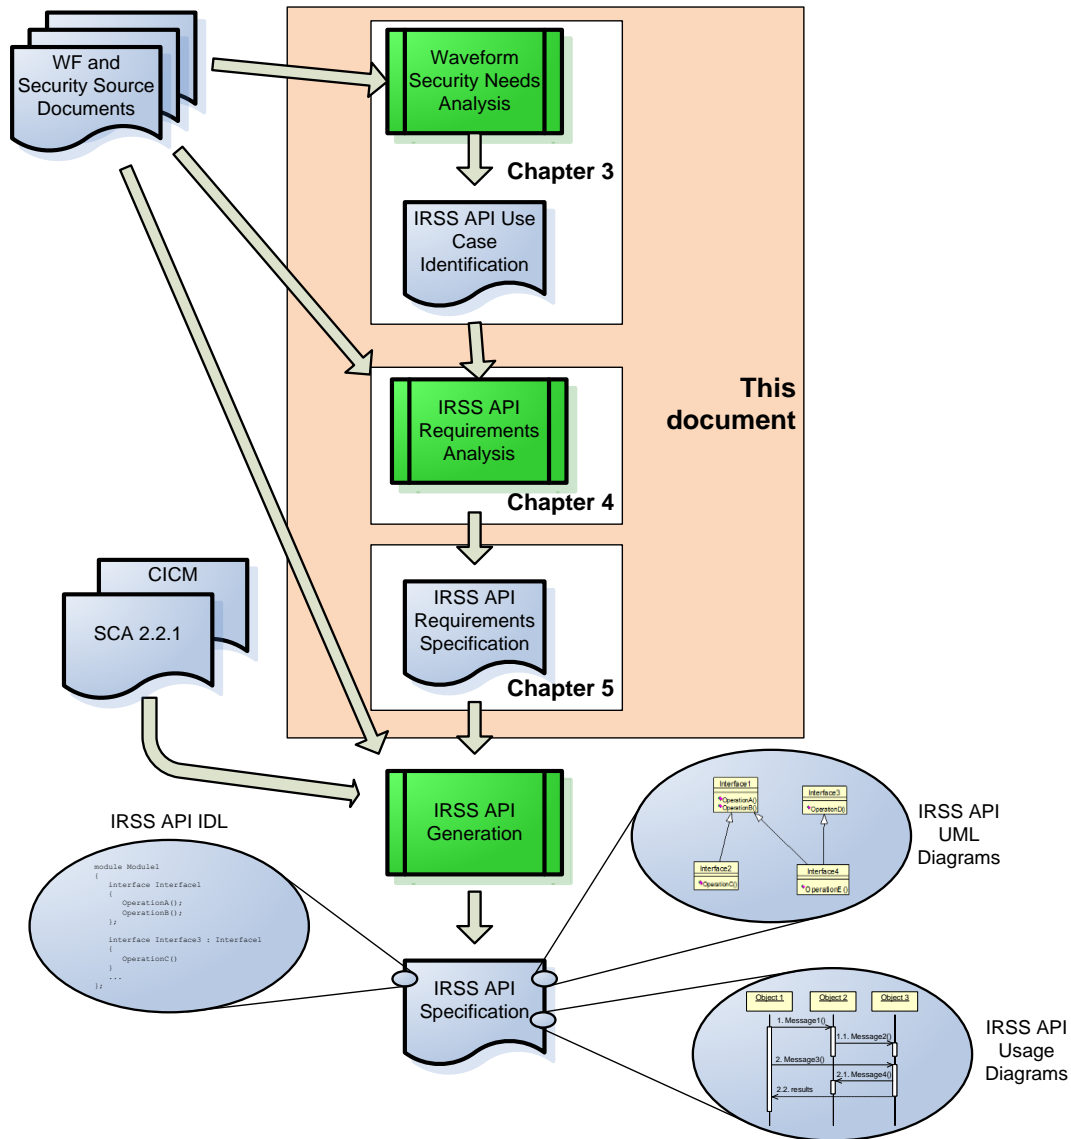 WF and
Security Source
Documents
Waveform
Security Needs
Analysis
Chapter 3
IRSS API Use
Case
Identification
This
document
IRSS API
Requirements
Analysis
Chapter 4
IRSS API
Requirements
Specification
Chapter 5
CICM
SCA 2.2.1
IRSS API
Generation
IRSS API IDL
module Module1
{
interface Interface1
{
OperationA();
OperationB();
};
interface Interface3 : Interface1
{
OperationC()
}
...
};
IRSS API
Specification
Interface1
OperationA()
OperationB()
Interface3
OperationD()
Interface2
OperationC()
Interface4
OperationE()
IRSS API
UML
Diagrams
Object 1
Object 2
Object 3
1. Message1()
1.1. Message2()
2. Message3()
2.1. Message4()
2.2. results
IRSS API
Usage
Diagrams